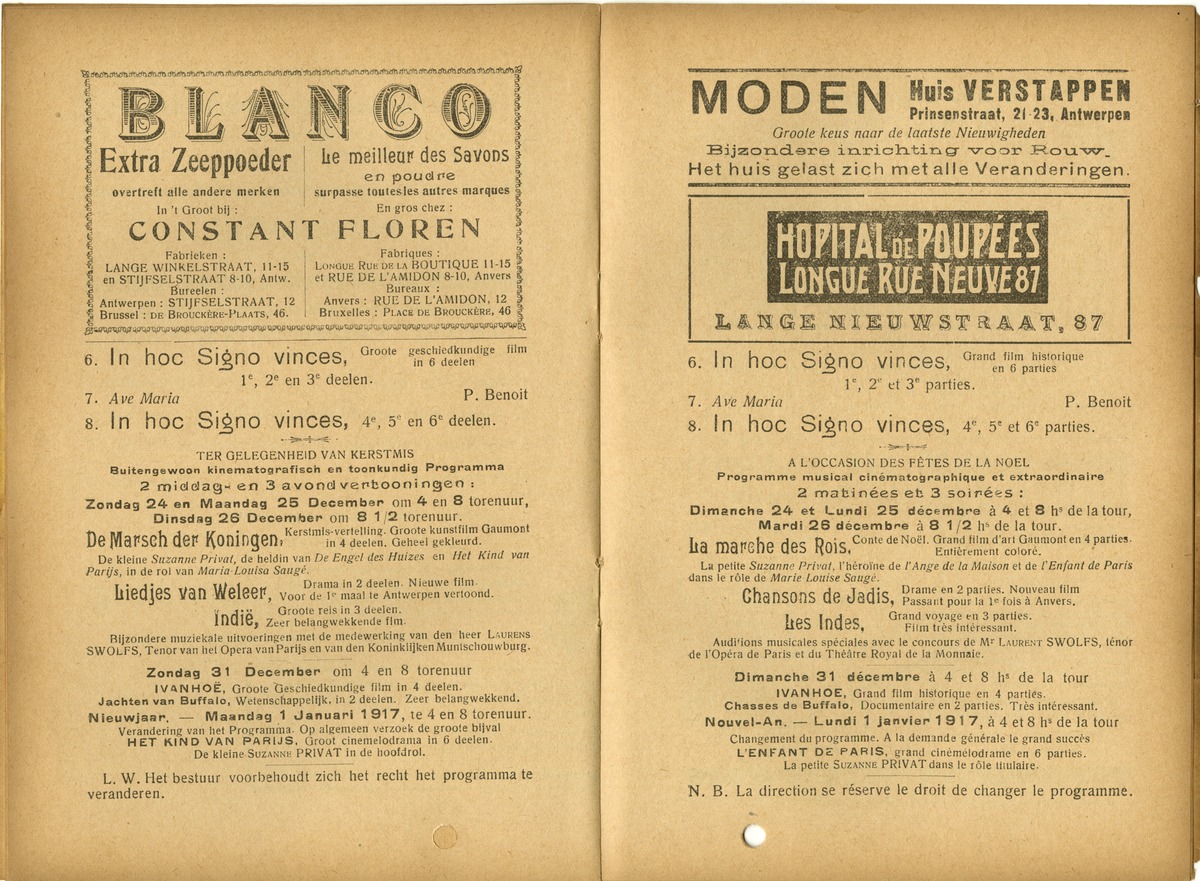 BLANCO
Extra Zeeppoeder
overtreft alle andere merken
In 't Groot bij :
Le meilleur des Savons
en poudre
surpasse toutes les autres marques
En gros chez :
CONSTANT FLOREN
Fabrieken :
LANGE WINKELSTRAAT, 11-15
en STIJFSELSTRAAT 8-10, Antw.
Bureelen :
Antwerpen : STIJFSELSTRAAT, 12
Brussel : DE BROUCKÈRE-PLAATS, 46.
Fabriques :
LONGUE RUE DE LA BOUTIQUE 11-15
et RUE DE L'AMIDON 8-10, Anvers
Bureaux :
Anvers : RUE DE L'AMIDON, 12
Bruxelles : PLACE DE BROUCKÈRE, 46
6. In hoc Signo vinces, Groote geschiedkundige film in 6 deelen
1e, 2e en 3e deelen.
7. Ave Maria P. Benoit
8. In hoc Signo vinces, 4e, 5e en 6e deelen.
TER GELEGENHEID VAN KERSTMIS
Buitengewoon kinematografisch en toonkundig Programma
2 middag- en 3 avondvertooningen :
Zondag 24 en Maandag 25 December om 4 en 8 torenuur,
Dinsdag 26 December om 8 1/2 torenuur.
De Marsch der Koningen, Kerstmis-vertelling. Groote kunstfilm Gaumont in 4 deelen. Geheel gekleurd.
De kleine Suzanne Privat, de heldin van De Engel des Huizes en Het Kind van
Parijs, in de rol van Maria-Louisa Saugé.
Liedjes van Weleer, Drama in 2 deelen. Nieuwe film. Voor de 1e maal te Antwerpen vertoond.
Indië, Groote reis in 3 deelen. Zeer belangwekkende film.
Bijzondere muziekale uitvoeringen met de medewerking van den heer LAURENS
SWOLFS, Tenor van het Opera van Parijs en van den Koninklijken Muntschouwburg.
Zondag 31 December om 4 en 8 torenuur
IVANHOË, Groote Geschiedkundige film in 4 deelen.
Jachten van Buffalo, Wetenschappelijk, in 2 deelen. Zeer belangwekkend.
Nieuwjaar. — Maandag 1 Januari 1917, te 4 en 8 torenuur.
Verandering van het Programma. Op algemeen verzoek de groote bijval
HET KIND VAN PARIJS, Groot cinemelodrama in 6 deelen.
De kleine SUZANNE PRIVAT in de hoofdrol.
L. W. Het bestuur voorbehoudt zich het recht het programma te
veranderen.
MODEN Huis VERSTAPPEN
Prinsenstraat, 21-23, Antwerpen
Groote keus naar de laatste Nieuwigheden
Bijzondere inrichting voor Rouw.
Het huis gelast zich met alle Veranderingen.
HOPITAL DE POUPÉES
LONGUE RUE NEUVE 87
LANGE NIEUWSTRAAT, 87
6. In hoc Signo vinces, Grand film historique en 6 parties
1e, 2e et 3e parties.
7. Ave Maria P. Benoit
8. In hoc Signo vinces, 4e, 5e et 6e parties.
A L'OCCASION DES FÊTES DE LA NOEL
Programme musical cinématographique et extraordinaire
2 matinées et 3 soirées :
Dimanche 24 et Lundi 25 décembre à 4 et 8 hs de la tour,
Mardi 26 décembre à 8 1/2 hs de la tour.
La marche des Rois, Conte de Noël. Grand film d'art Gaumont en 4 parties. Entièrement coloré.
La petite Suzanne Privat, l'héroïne de l'Ange de la Maison et de l'Enfant de Paris
dans le rôle de Marie Louise Saugé.
Chansons de Jadis, Drame en 2 parties. Nouveau film Passant pour la 1e fois à Anvers.
Les Indes, Grand voyage en 3 parties. Film très intéressant.
Auditions musicales spéciales avec le concours de Mr LAURENT SWOLFS, ténor
de l'Opéra de Paris et du Théâtre Royal de la Monnaie.
Dimanche 31 décembre à 4 et 8 hs de la tour
IVANHOE, Grand film historique en 4 parties.
Chasses de Buffalo, Documentaire en 2 parties. Très intéressant.
Nouvel-An. — Lundi 1 janvier 1917, à 4 et 8 hs de la tour
Changement du programme. A la demande générale le grand succès
L'ENFANT DE PARIS, grand cinémélodrame en 6 parties.
La petite SUZANNE PRIVAT dans le rôle titulaire.
N. B. La direction se réserve le droit de changer le programme.